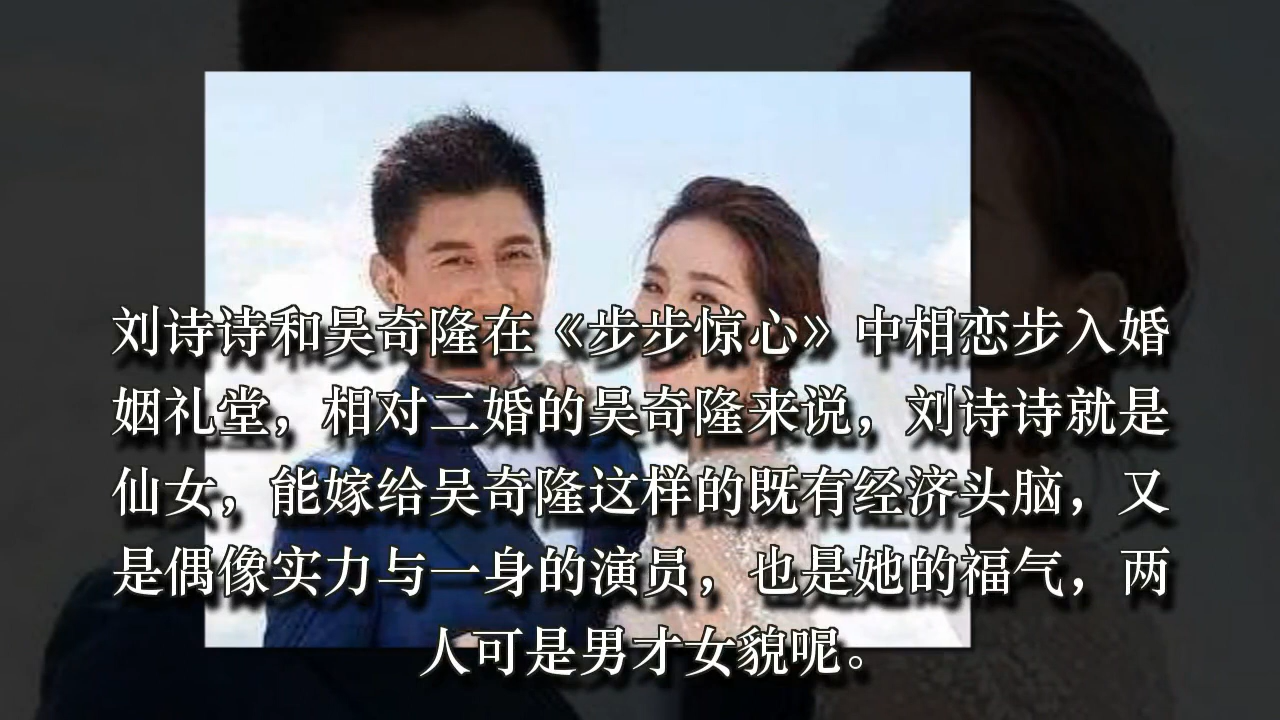 刘诗诗和吴奇隆在《步步惊心》中相恋步入婚
姻礼堂，相对二婚的吴奇隆来说，刘诗诗就是
仙女，能嫁给吴奇隆这样的既有经济头脑，又
是偶像实力与一身的演员，也是她的福气，两
人可是男才女貌呢。